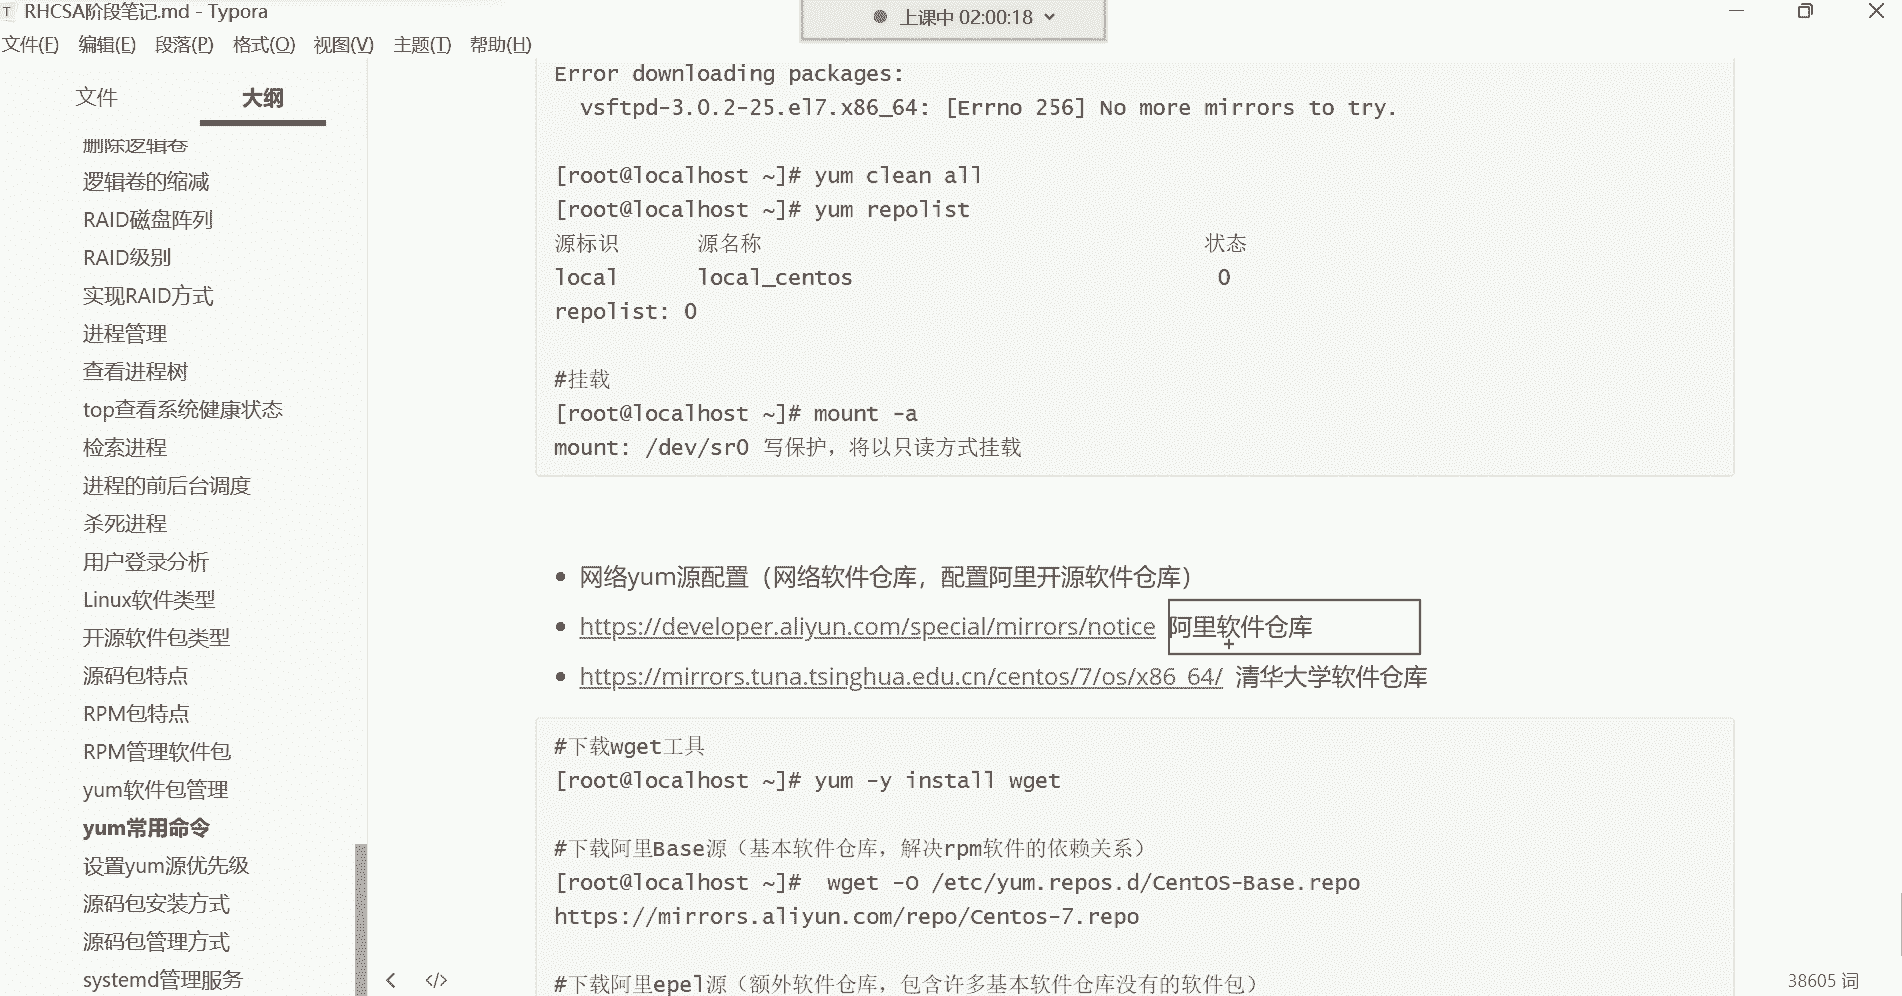 RHCSA阶段笔记.md - Typora
上课中 02:00:18
文件(F) 编辑(E) 段落(P) 格式(O) 视图(V) 主题(T) 帮助(H)
文件 大纲
删除逻辑卷
逻辑卷的缩减
RAID磁盘阵列
RAID级别
实现RAID方式
进程管理
查看进程树
top查看系统健康状态
检索进程
进程的前后台调度
杀死进程
用户登录分析
Linux软件类型
开源软件包类型
源码包特点
RPM包特点
RPM管理软件包
yum软件包管理
yum常用命令
设置yum源优先级
源码包安装方式
源码包管理方式
systemd管理服务
Error downloading packages:
vsftpd-3.0.2-25.el7.x86_64: [Errno 256] No more mirrors to try.
[root@localhost ~]# yum clean all
[root@localhost ~]# yum repolist
源标识 源名称 状态
local local_centos 0
repolist: 0
#挂载
[root@localhost ~]# mount -a
mount: /dev/sr0 写保护，将以只读方式挂载
网络yum源配置（网络软件仓库，配置阿里开源软件仓库）
https://developer.aliyun.com/special/mirrors/notice 阿里软件仓库
https://mirrors.tuna.tsinghua.edu.cn/centos/7/os/x86_64/ 清华大学软件仓库
#下载wget工具
[root@localhost ~]# yum -y install wget
#下载阿里Base源（基本软件仓库，解决rpm软件的依赖关系）
[root@localhost ~]# wget -O /etc/yum.repos.d/CentOS-Base.repo
https://mirrors.aliyun.com/repo/Centos-7.repo
#下载阿里epel源（额外软件仓库，包含许多基本软件仓库没有的软件包）
38605 词